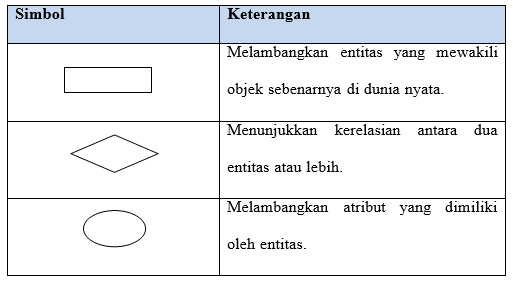 Simbol Keterangan
Melambangkan entitas yang mewakili
objek sebenarnya di dunia nyata.
Menunjukkan kerelasian antara dua
entitas atau lebih.
Melambangkan atribut yang dimiliki
oleh entitas.